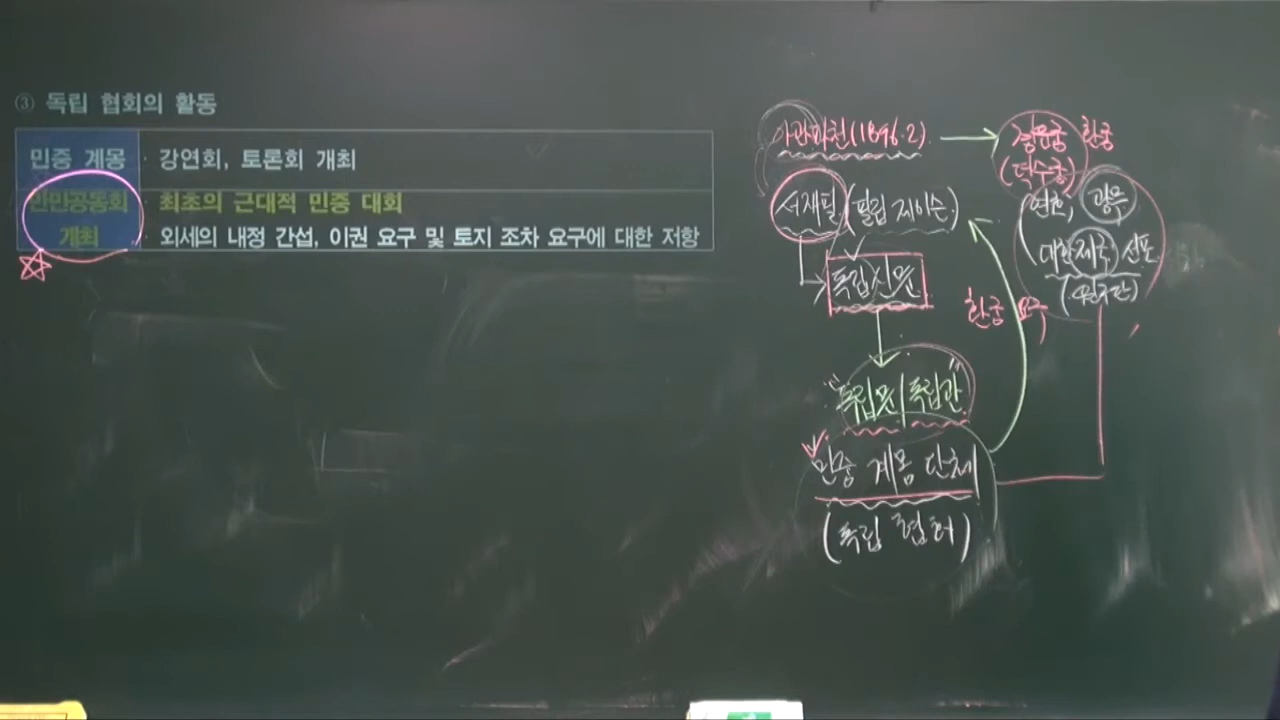 ③ 독립 협회의 활동
민중 계몽 · 강연회, 토론회 개최
만민공동회 개최 · 최초의 근대적 민중 대회
· 외세의 내정 간섭, 이권 요구 및 토지 조차 요구에 대한 저항
아관파천(1896.2)
경운궁 환궁
(덕수궁)
서재필 (필립 제이슨)
연호, 광무
대한제국 선포
(원구단)
독립신문
환궁 요구
"독립문, 독립관"
민중 계몽 단체
(독립 협회)